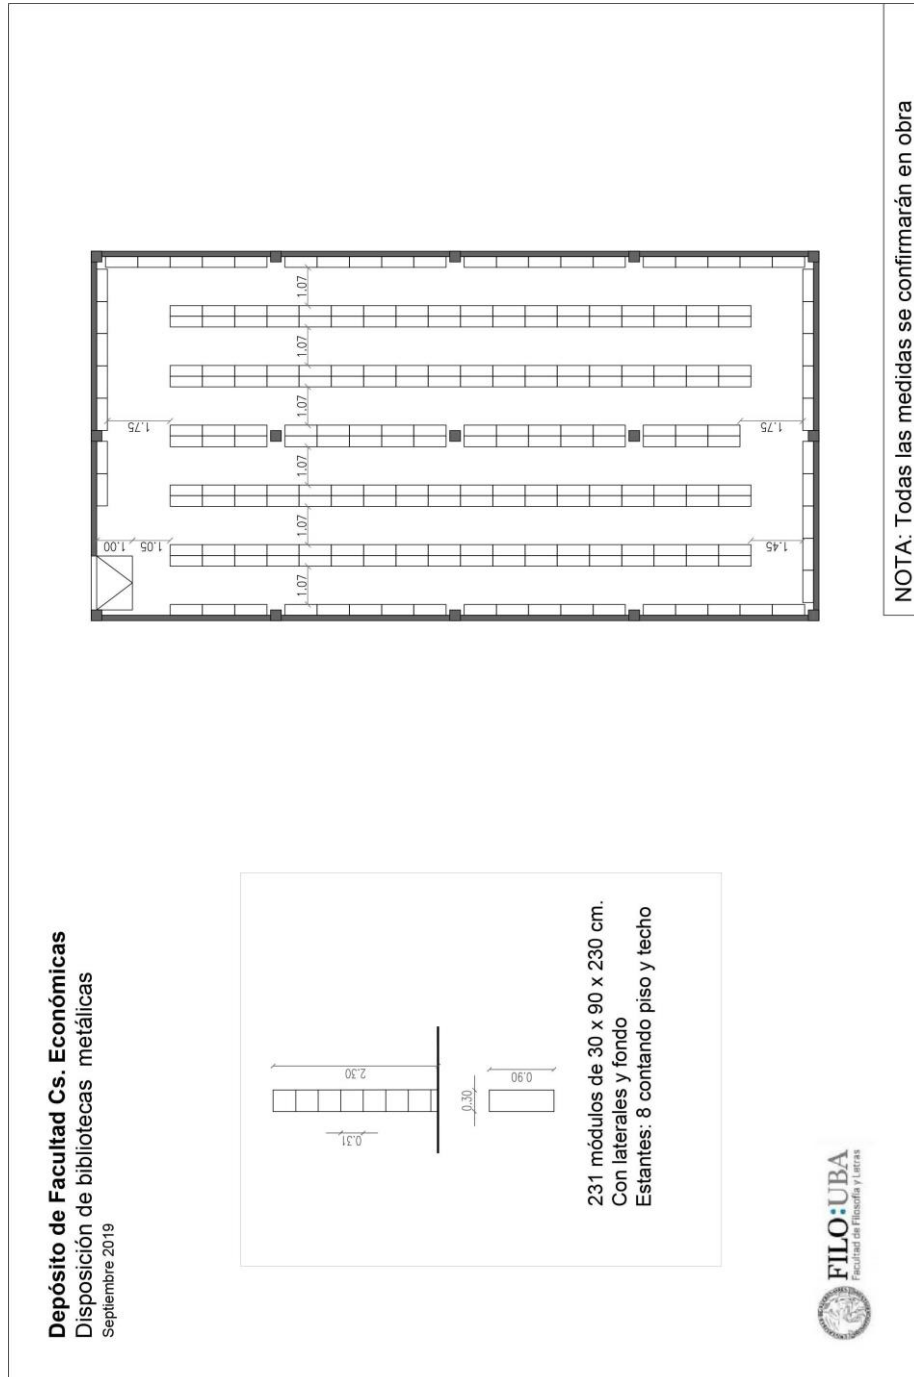 Depósito de Facultad Cs. Económicas
Disposición de bibliotecas metálicas
Septiembre 2019
2.30
0.31
0.30
0.90
231 módulos de 30 x 90 x 230 cm.
Con laterales y fondo
Estantes: 8 contando piso y techo
1.07
1.07
1.07
1.07
1.07
1.07
1.75
1.75
1.00
1.05
1.45
FILO:UBA
Facultad de Filosofía y Letras
NOTA: Todas las medidas se confirmarán en obra